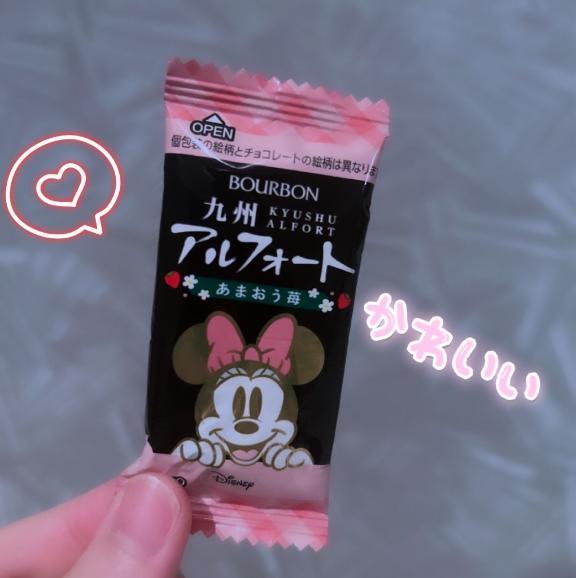 OPEN
個包装の絵柄とチョコレートの絵柄は異なりま
BOURBON
九州 KYUSHU
ALFORT
アルフォート
あまおう苺
かわいい
Disney